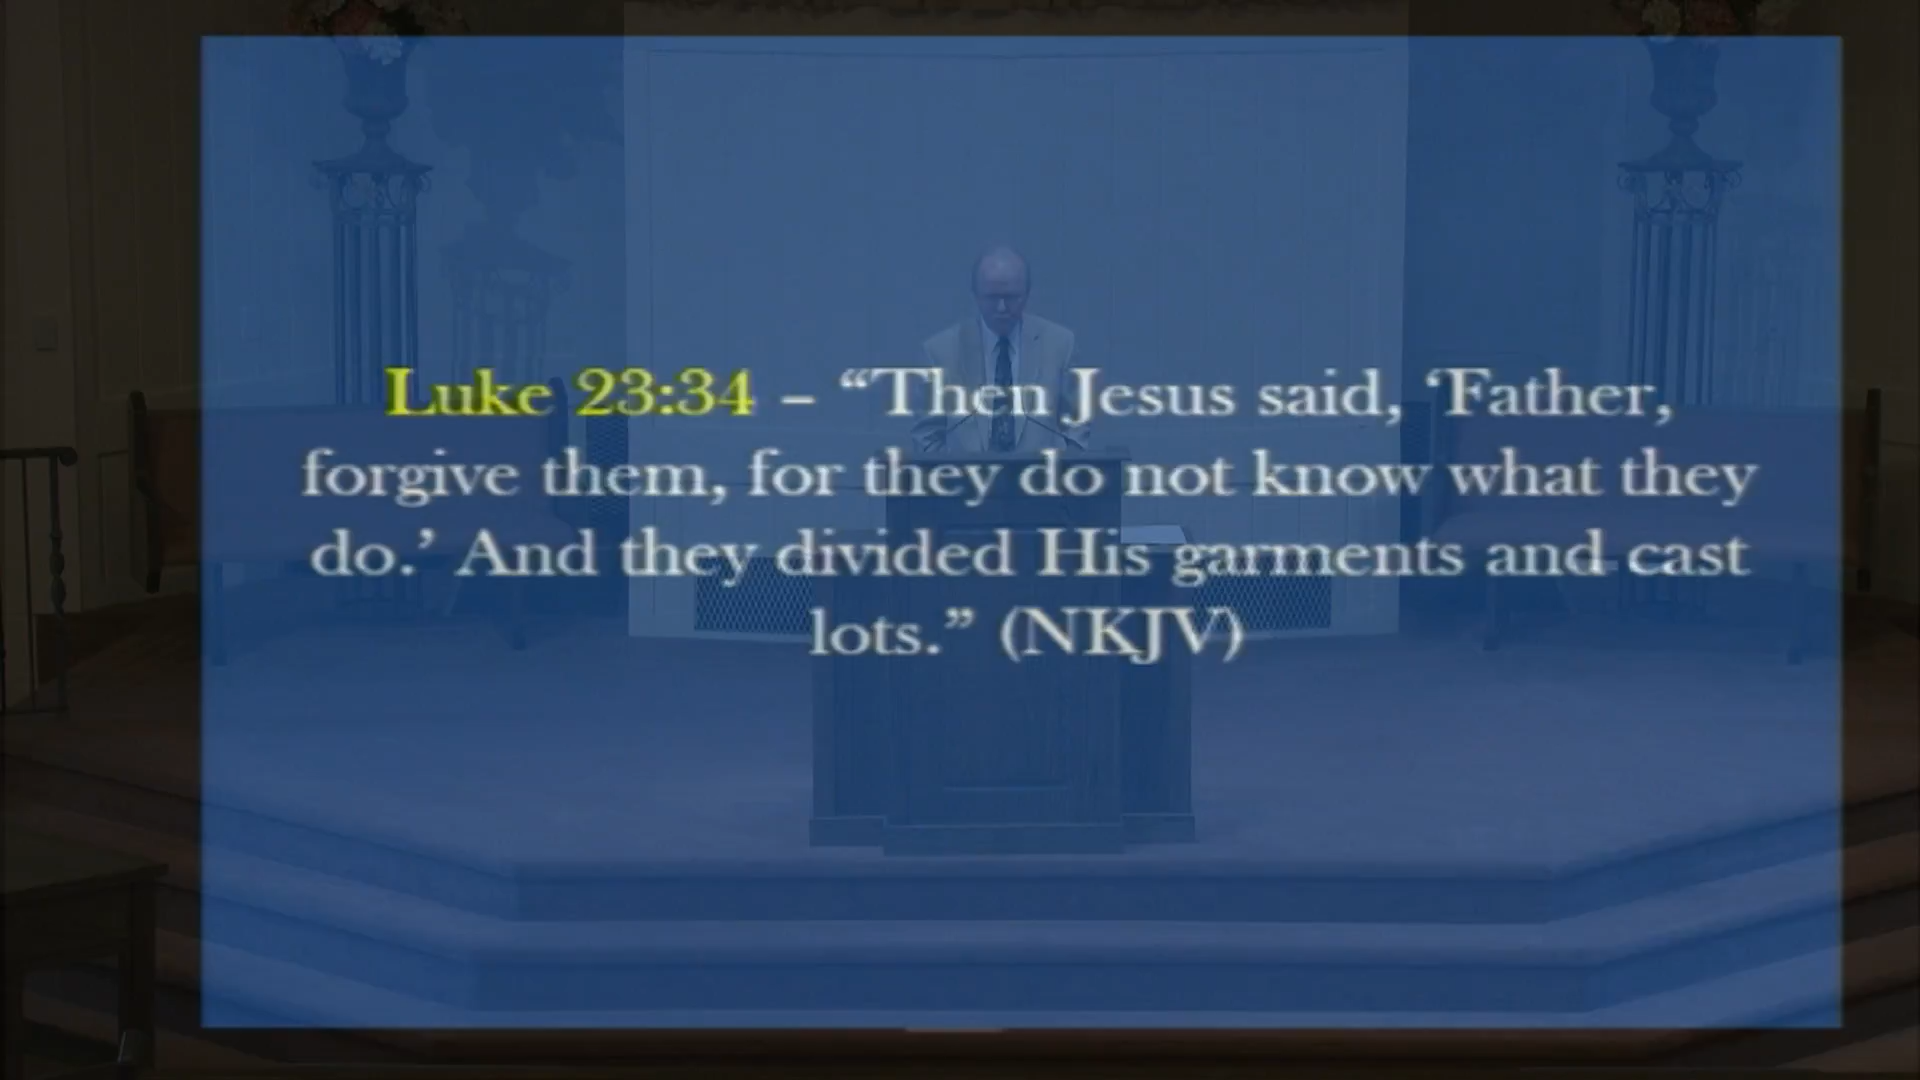 Luke 23:34 – “Then Jesus said, ‘Father,
forgive them, for they do not know what they
do.’ And they divided His garments and cast
lots.” (NKJV)